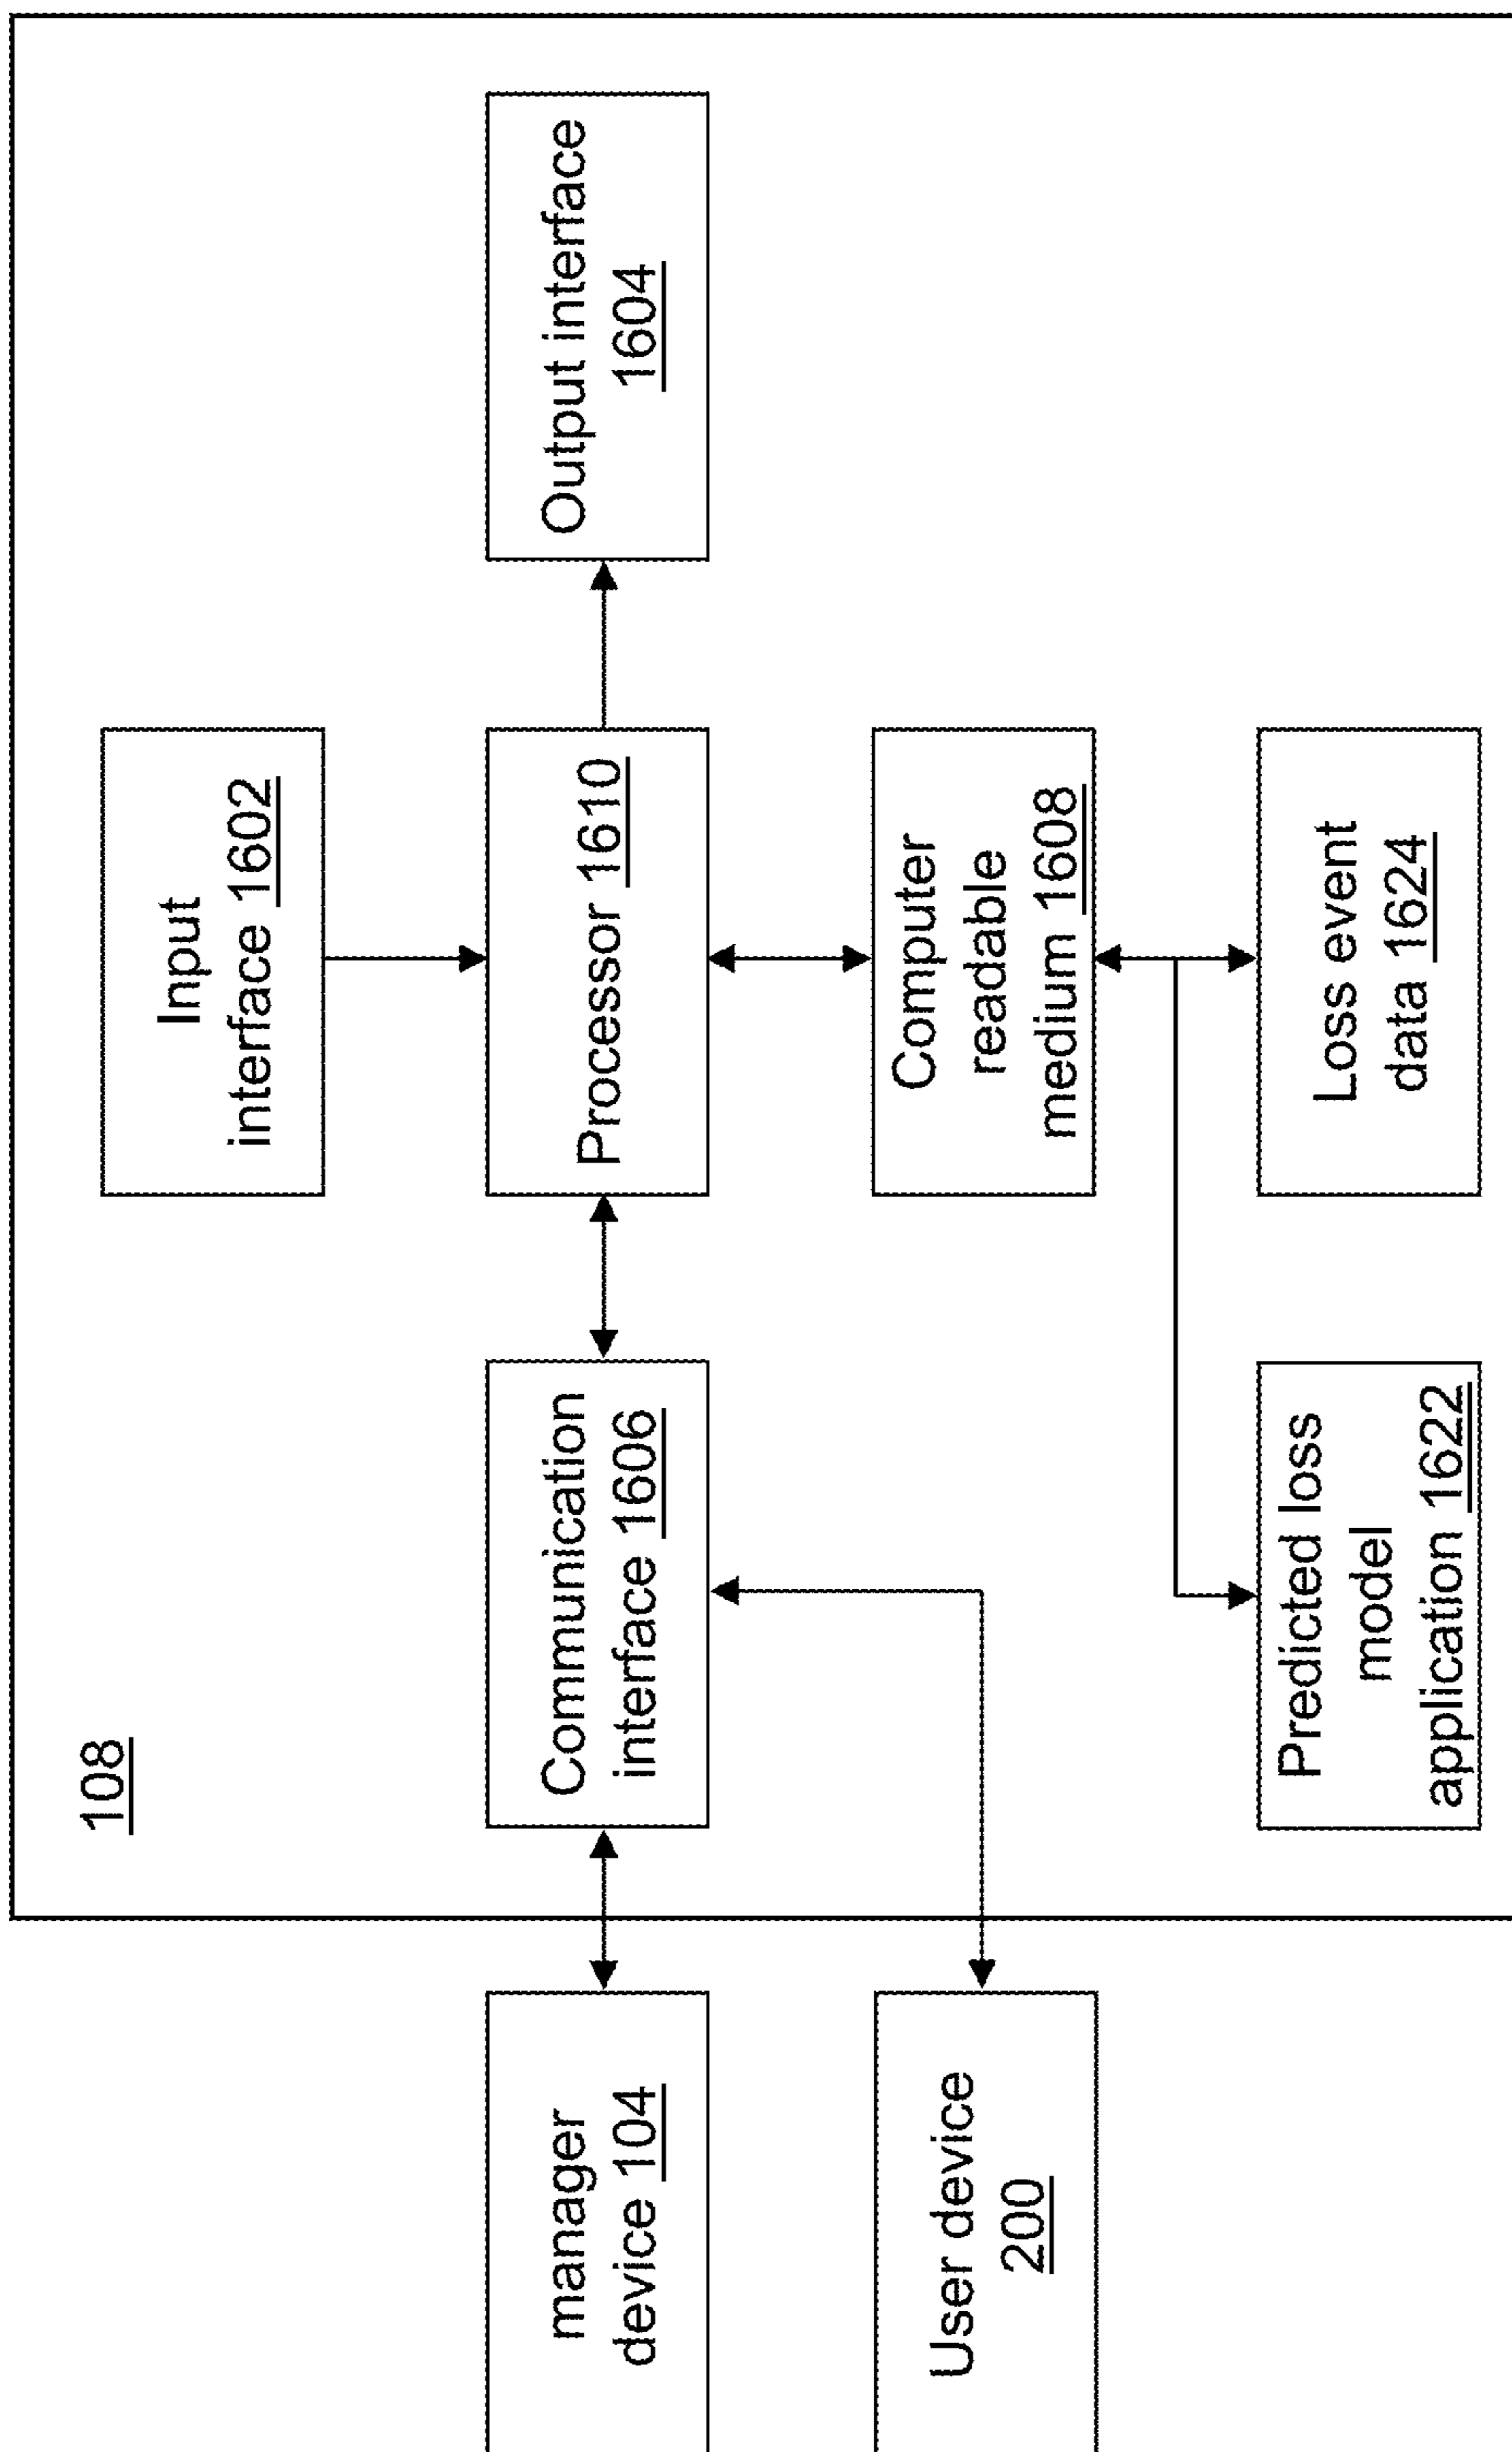 108
Input
interface 1602
manager
device 104
Communication
interface 1606
Processor 1610
Output interface
1604
User device
200
Computer
readable
medium 1608
Predicted loss
model
application 1622
Loss event
data 1624